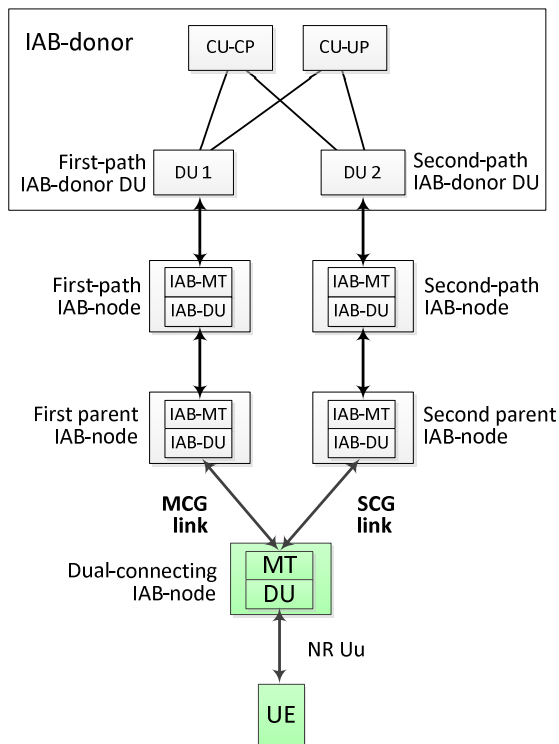 IAB-donor
CU-CP
CU-UP
First-path
IAB-donor DU
DU 1
DU 2
Second-path
IAB-donor DU
First-path
IAB-node
IAB-MT
IAB-DU
IAB-MT
IAB-DU
Second-path
IAB-node
First parent
IAB-node
IAB-MT
IAB-DU
IAB-MT
IAB-DU
Second parent
IAB-node
MCG
link
SCG
link
Dual-connecting
IAB-node
MT
DU
NR Uu
UE